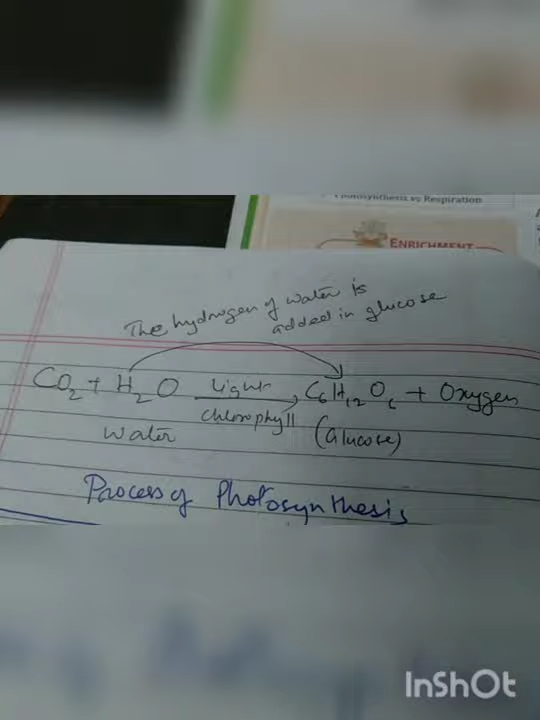 Photosynthesis vs Respiration
ENRICHMENT
The hydrogen of water is
added in glucose
CO₂ + H₂O Light C₆H₁₂O₆ + Oxygen
chlorophyll
Water (Glucose)
Process of Photosynthesis
InShOt